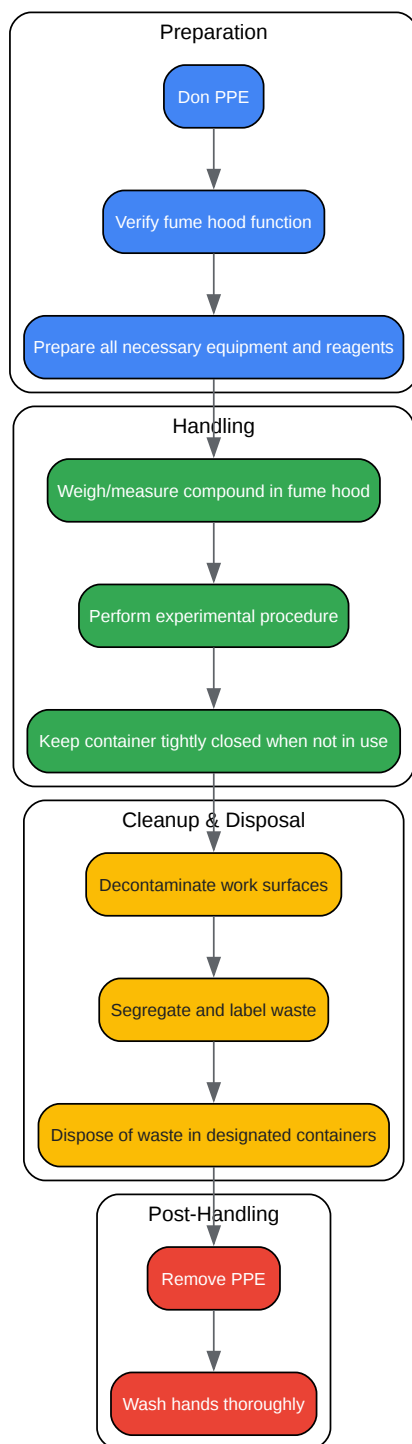 Preparation
Don PPE
Verify fume hood function
Prepare all necessary equipment and reagents
Handling
Weigh/measure compound in fume hood
Perform experimental procedure
Keep container tightly closed when not in use
Cleanup & Disposal
Decontaminate work surfaces
Segregate and label waste
Dispose of waste in designated containers
Post-Handling
Remove PPE
Wash hands thoroughly